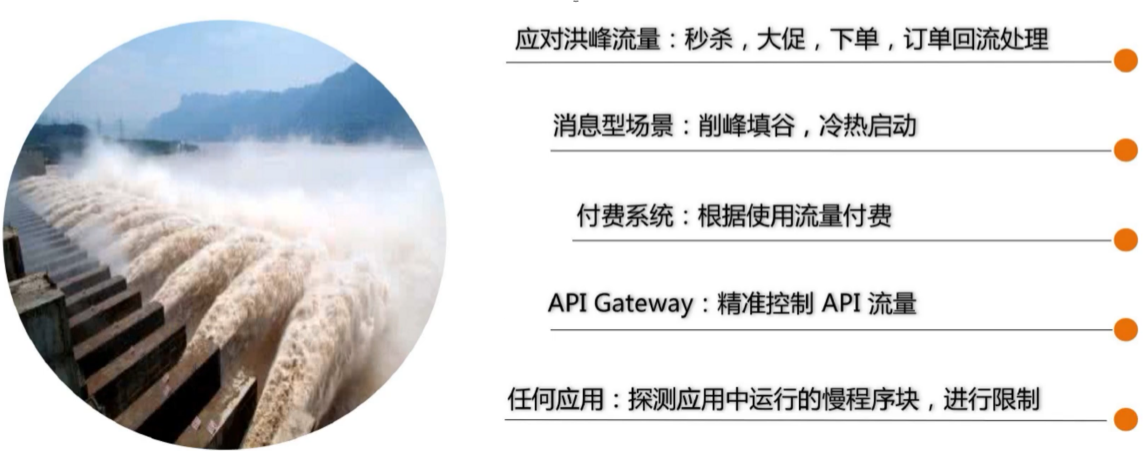 应对洪峰流量：秒杀，大促，下单，订单回流处理
消息型场景：削峰填谷，冷热启动
付费系统：根据使用流量付费
API Gateway：精准控制 API 流量
任何应用：探测应用中运行的慢程序块，进行限制